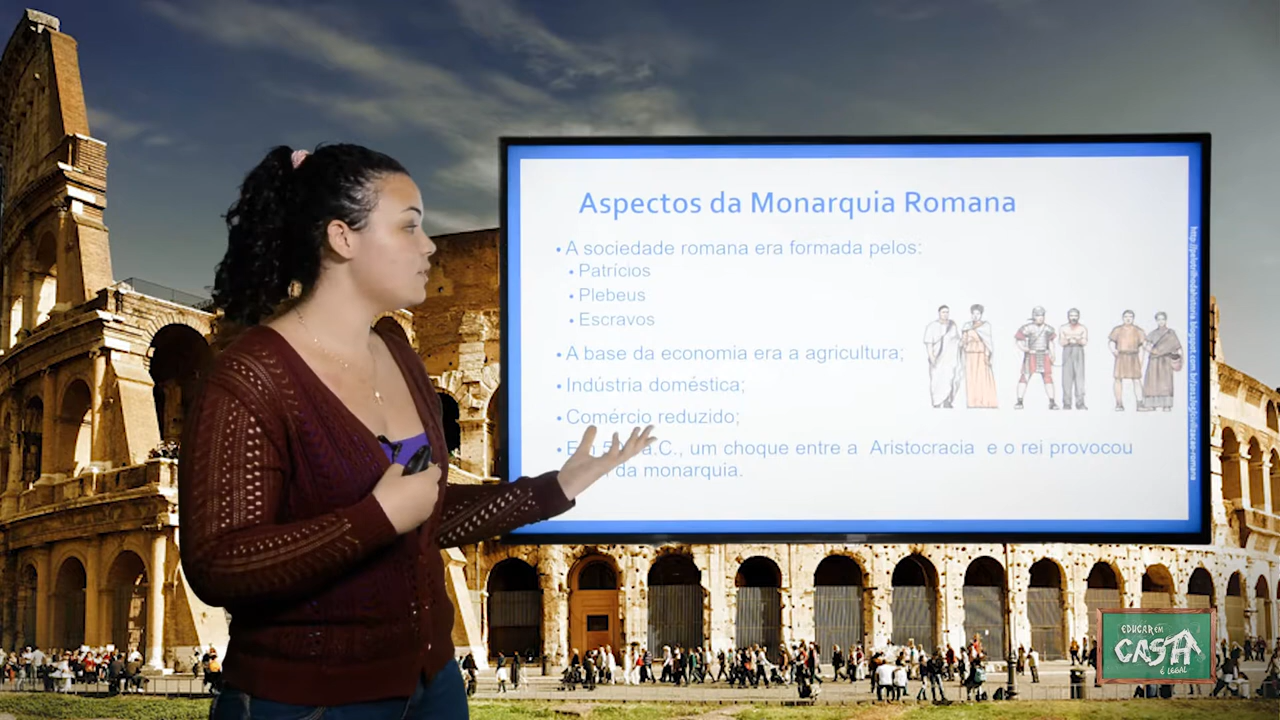 Aspectos da Monarquia Romana
• A sociedade romana era formada pelos:
• Patrícios
• Plebeus
• Escravos
• A base da economia era a agricultura;
• Indústria doméstica;
• Comércio reduzido;
• a.C., um choque entre a Aristocracia e o rei provocou
da monarquia.
EDUCAR EM
CASA
É LEGAL